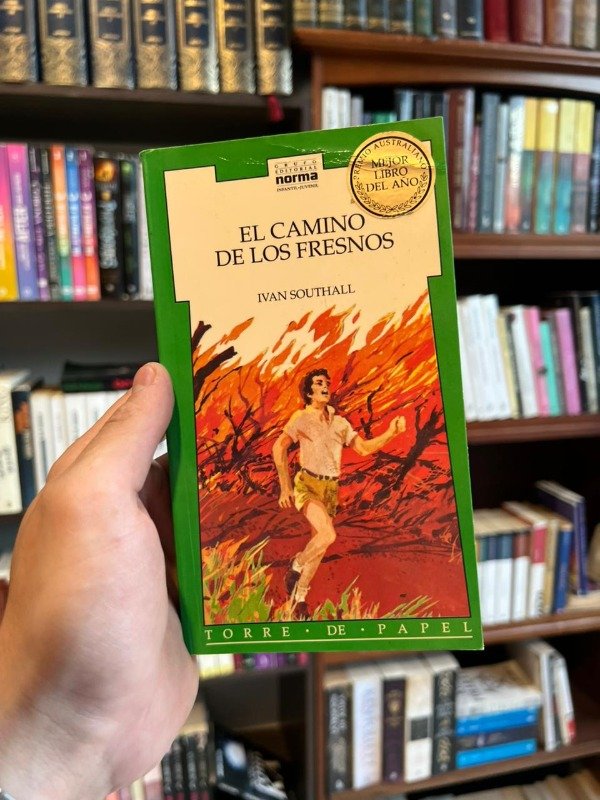 GRUPO
EDITORIAL
norma
INFANTIL-JUVENIL
PREMIO AUSTRALIANO
MEJOR
LIBRO
DEL AÑO
EL CAMINO
DE LOS FRESNOS
IVAN SOUTHALL
TORRE · DE · PAPEL